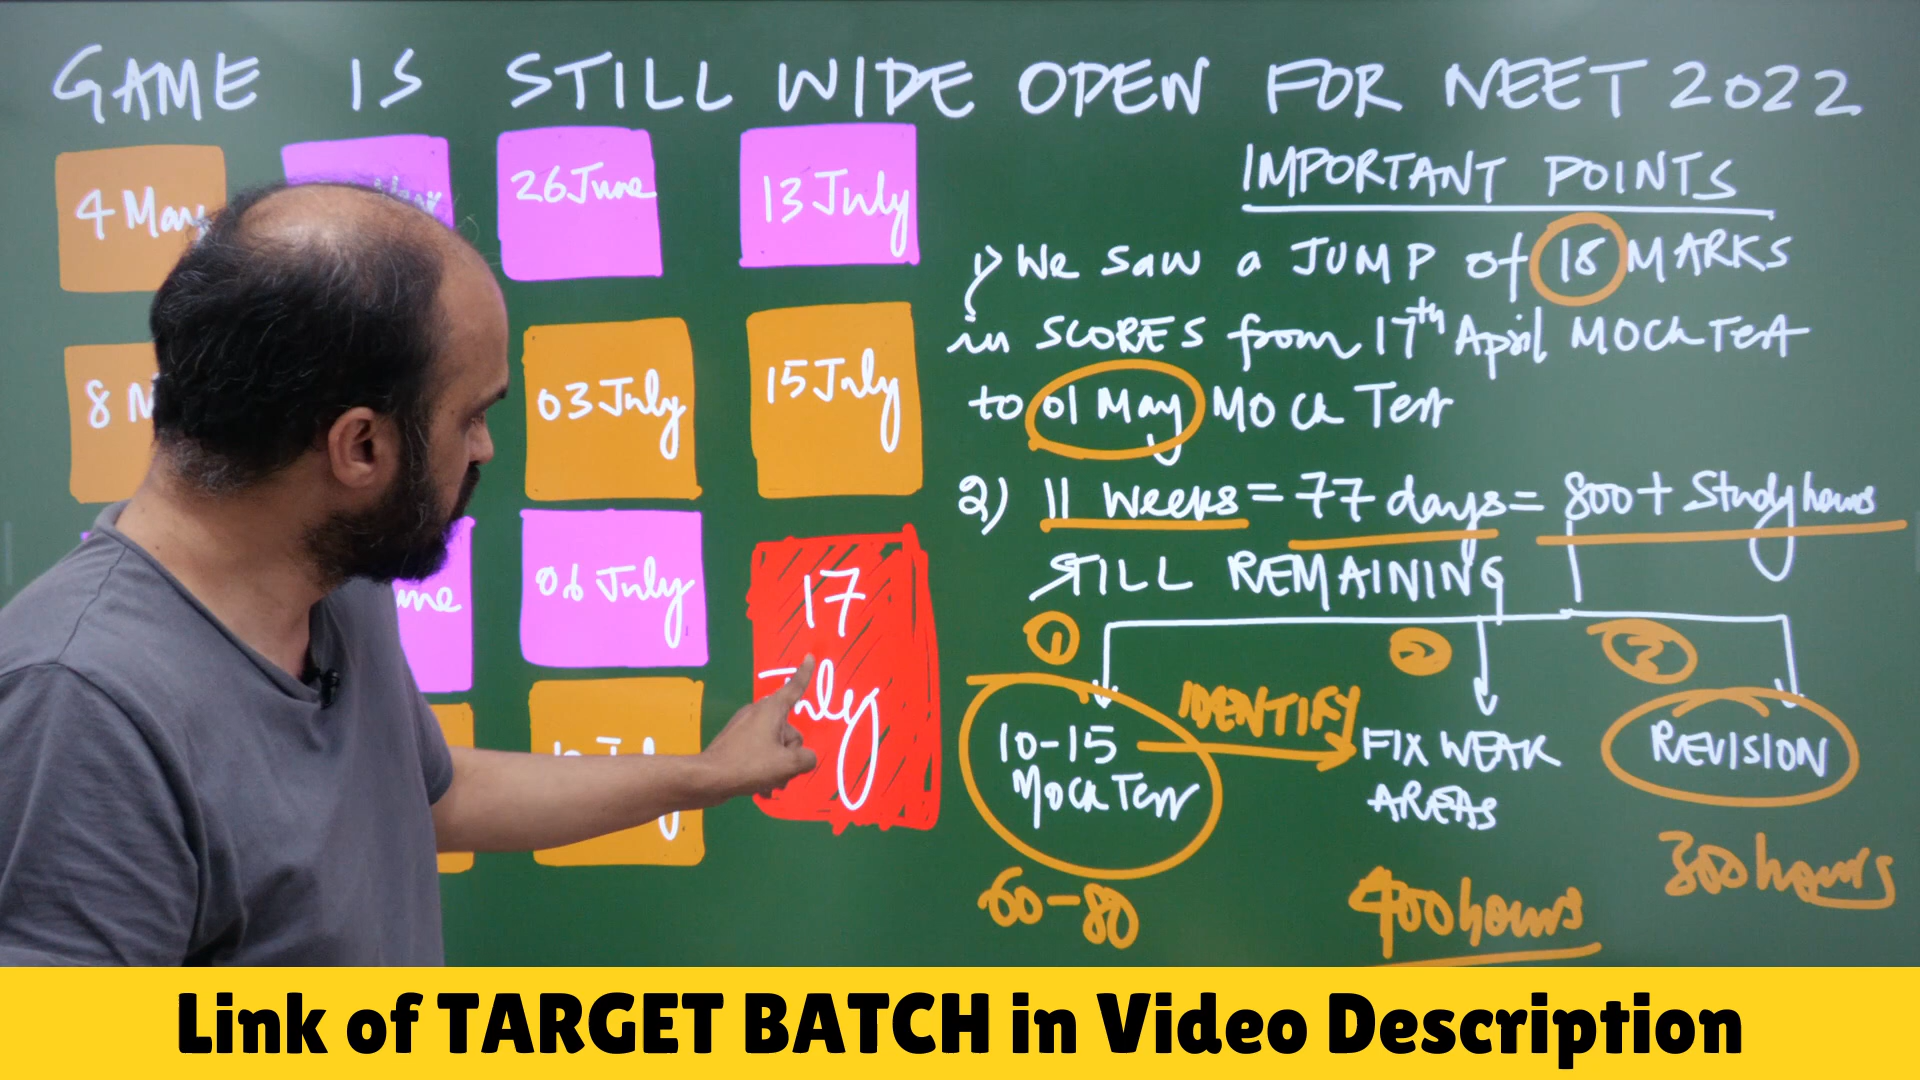 GAME IS STILL WIDE OPEN FOR NEET 2022
4 May
26 June
13 July
8
03 July
15 July
06 July
17
July
July
IMPORTANT POINTS
1) We saw a JUMP of 18 MARKS
in SCORES from 17th April MOCK TEST
to 01 May MOCK TEST
2) 11 weeks = 77 days = 800+ Study hours
STILL REMAINING
1
2
3
IDENTIFY
10-15
MOCK TEST
FIX WEAK
AREAS
REVISION
60-80
400 hours
300 hours
Link of TARGET BATCH in Video Description